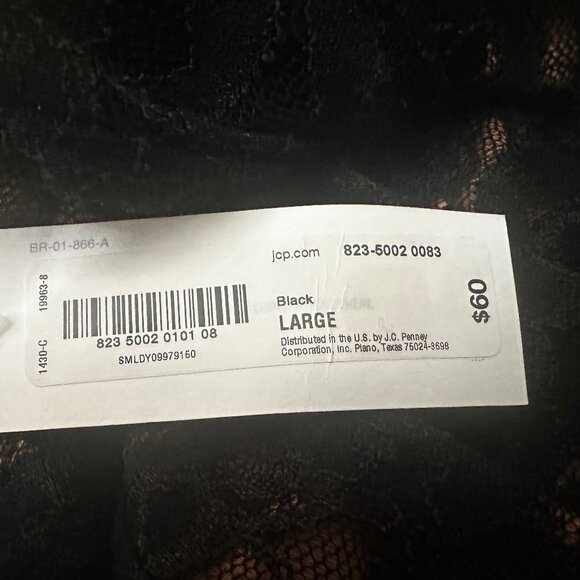 BR-01-866-A
jcp.com 823-5002 0083
19963-8
1430-C
823 5002 0101 08
SMLDY09979150
Black
LARGE
Distributed in the U.S. by J.C. Penney
Corporation, Inc. Plano, Texas 75024-3698
$60